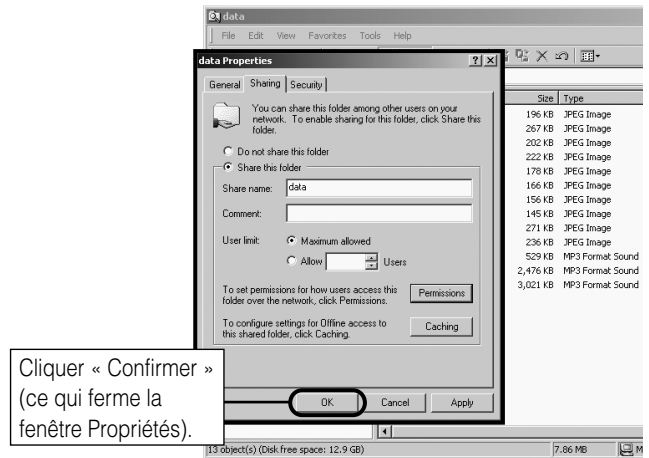 data
File Edit View Favorites Tools Help
data Properties
General Sharing Security
You can share this folder among other users on your
network. To enable sharing for this folder, click Share this
folder.
Do not share this folder
Share this folder
Share name: data
Comment:
User limit: Maximum allowed
Allow Users
To set permissions for how users access this
folder over the network, click Permissions.
Permissions
To configure settings for Offline access to
this shared folder, click Caching.
Caching
OK Cancel Apply
Size Type
196 KB JPEG Image
267 KB JPEG Image
202 KB JPEG Image
222 KB JPEG Image
178 KB JPEG Image
166 KB JPEG Image
156 KB JPEG Image
145 KB JPEG Image
271 KB JPEG Image
236 KB JPEG Image
529 KB MP3 Format Sound
2,476 KB MP3 Format Sound
3,021 KB MP3 Format Sound
Cliquer « Confirmer »
(ce qui ferme la
fenêtre Propriétés).
13 object(s) (Disk free space: 12.9 GB)
7.86 MB
M